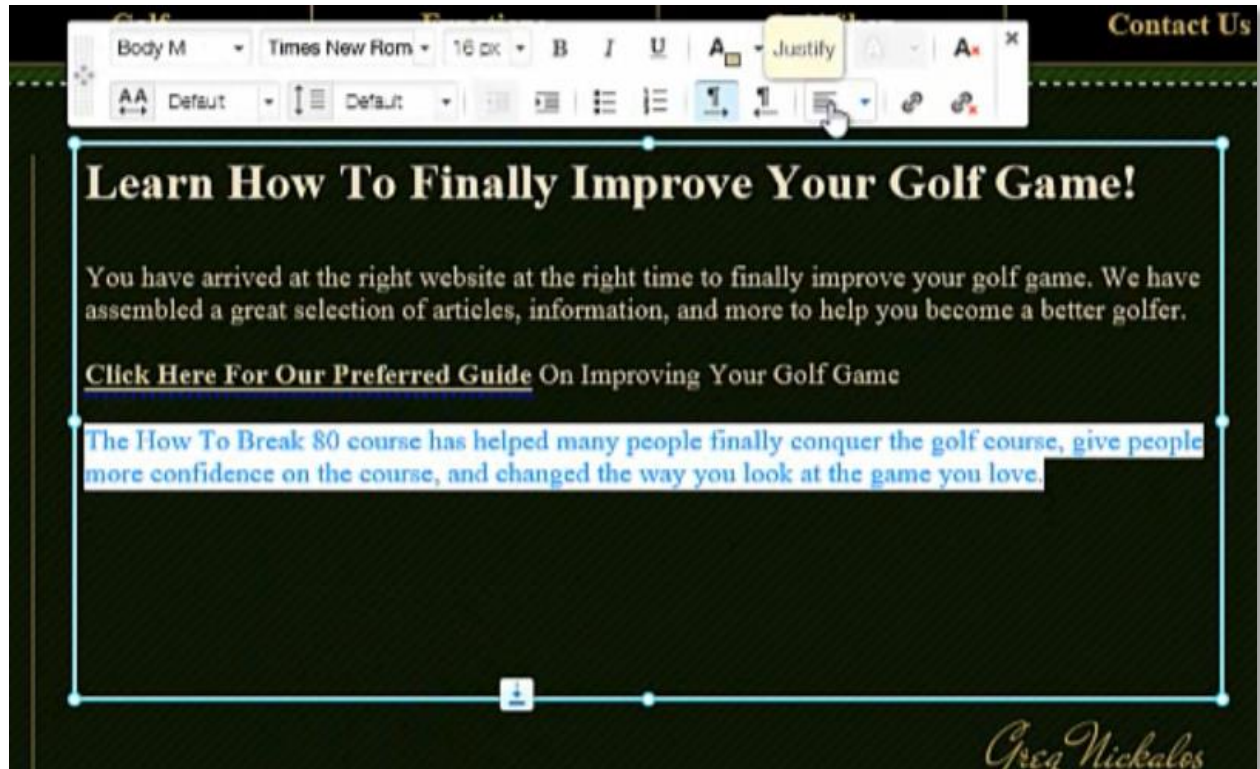 Contact Us
Body M
Times New Rom
16 px
B
I
U
A
Justify
A
A
AA
Default
Default
Learn How To Finally Improve Your Golf Game!
You have arrived at the right website at the right time to finally improve your golf game. We have
assembled a great selection of articles, information, and more to help you become a better golfer.
Click Here For Our Preferred Guide On Improving Your Golf Game
The How To Break 80 course has helped many people finally conquer the golf course, give people
more confidence on the course, and changed the way you look at the game you love.
Greg Nickalos